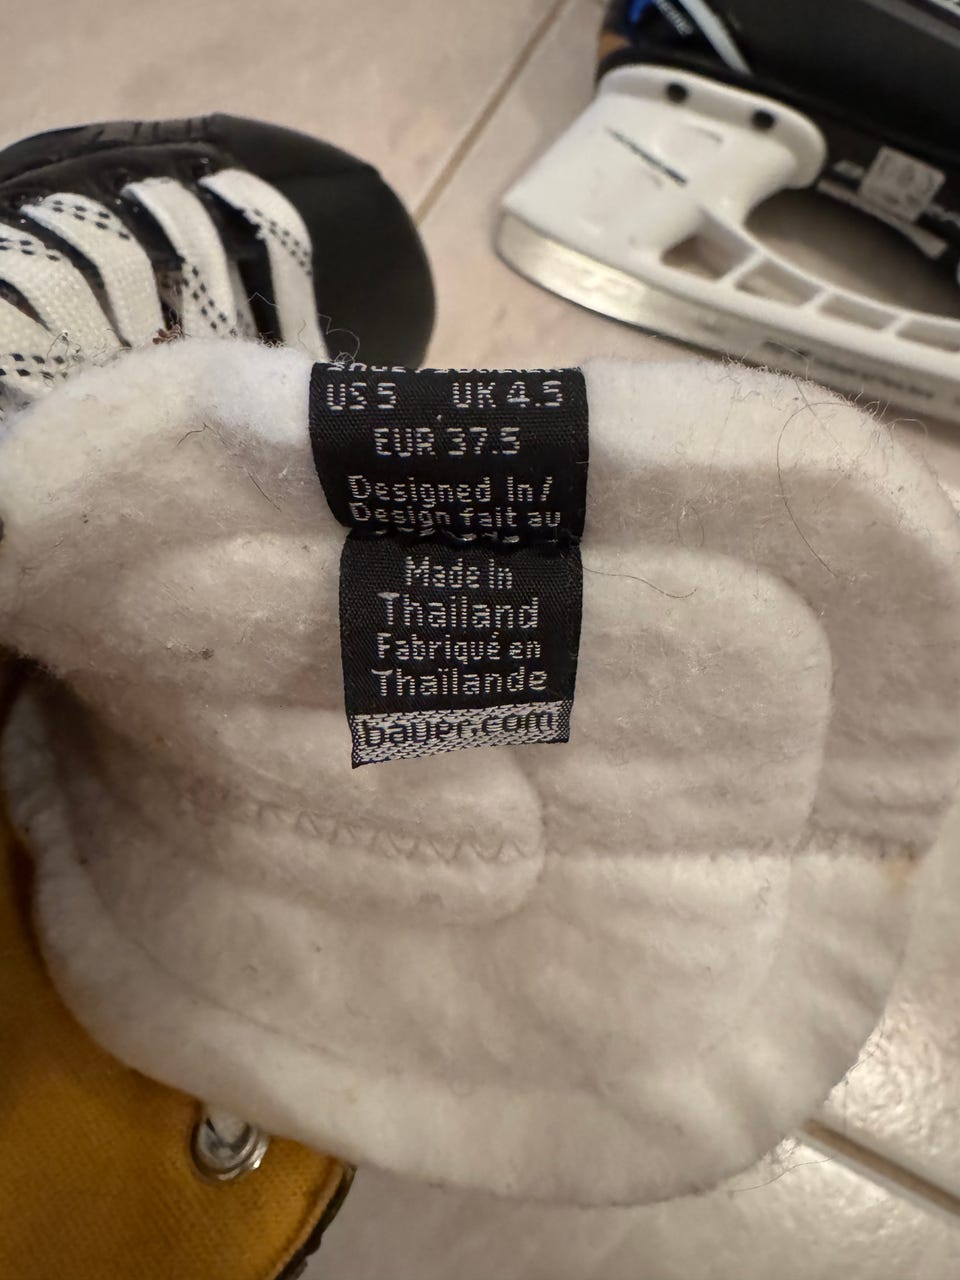 US 5 UK 4.5
EUR 37.5
Designed in/
Design fait au
Made in
Thailand
Fabriqué en
Thaïlande
bauer.com